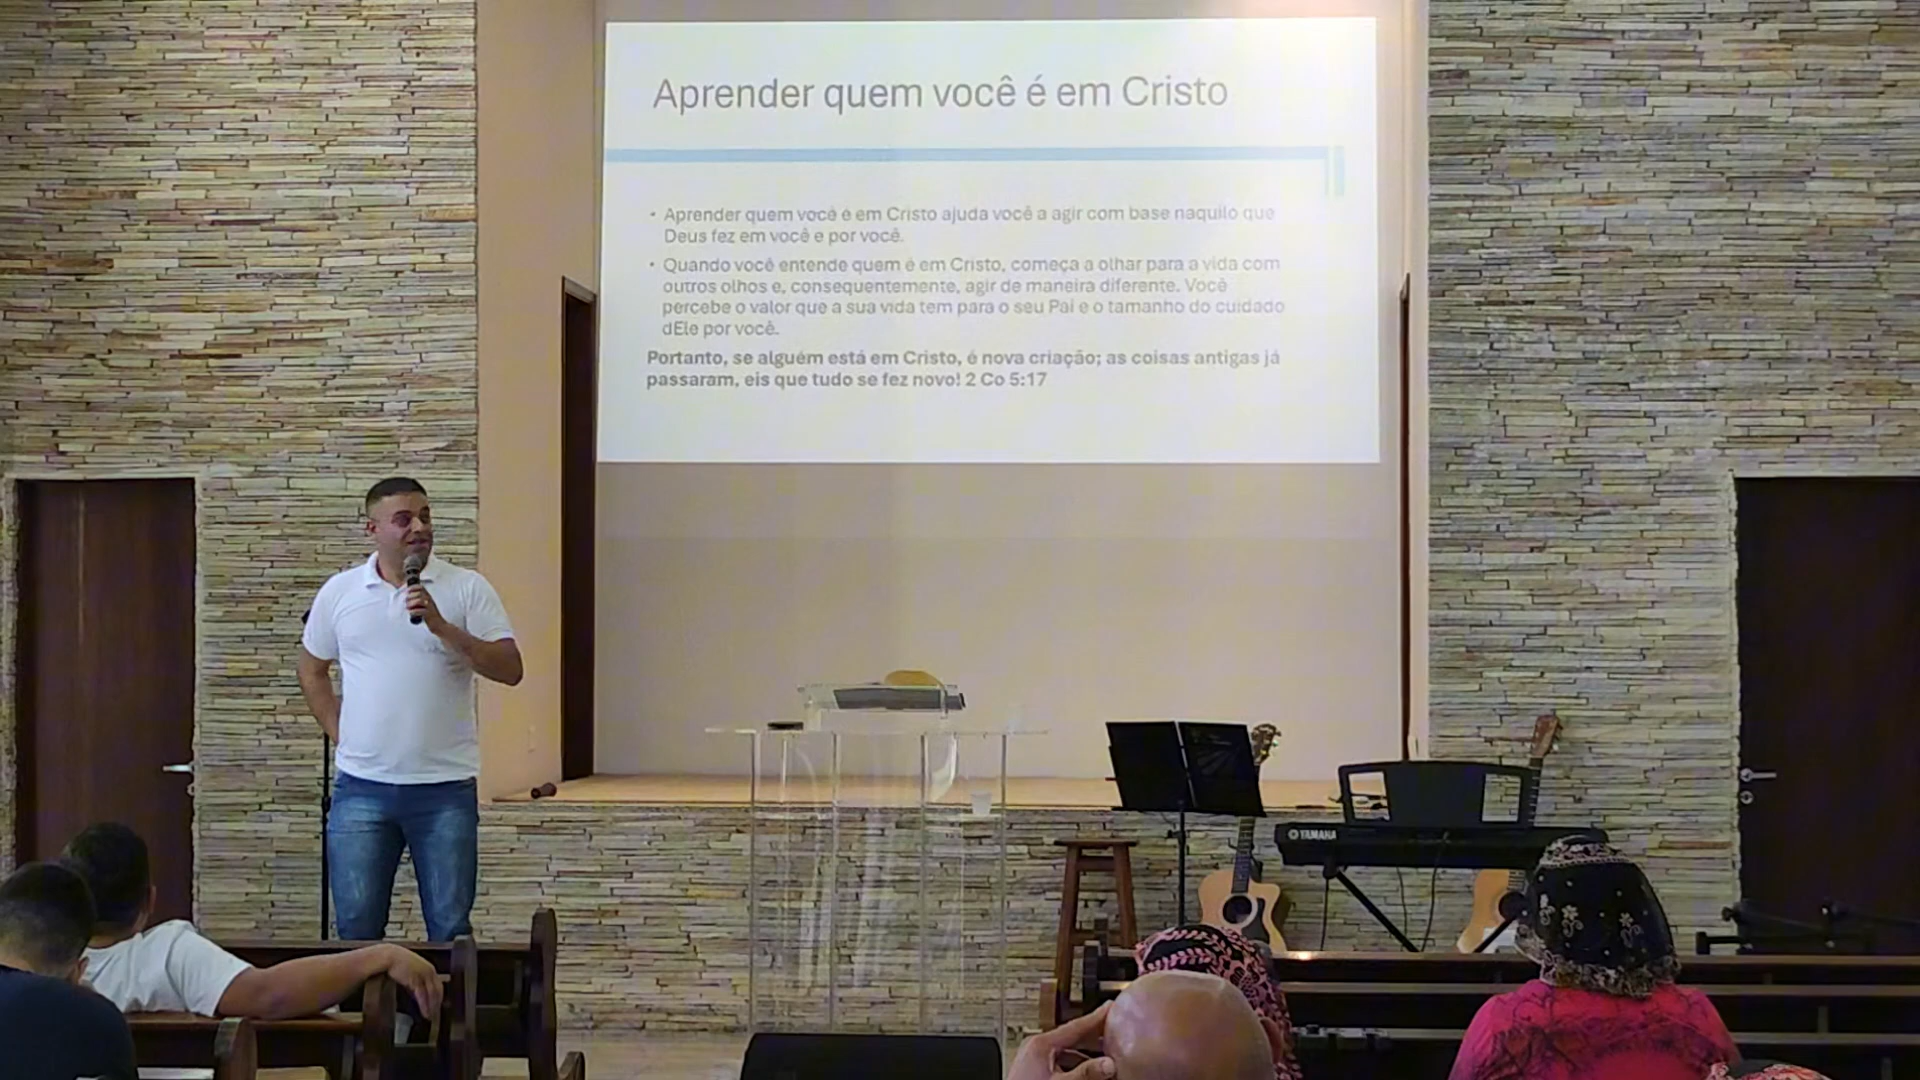 Aprender quem você é em Cristo
• Aprender quem você é em Cristo ajuda você a agir com base naquilo que
Deus fez em você e por você.
• Quando você entende quem é em Cristo, começa a olhar para a vida com
outros olhos e, consequentemente, agir de maneira diferente. Você
percebe o valor que a sua vida tem para o seu Pai e o tamanho do cuidado
dEle por você.
Portanto, se alguém está em Cristo, é nova criação; as coisas antigas já
passaram, eis que tudo se fez novo! 2 Co 5:17
YAMAHA